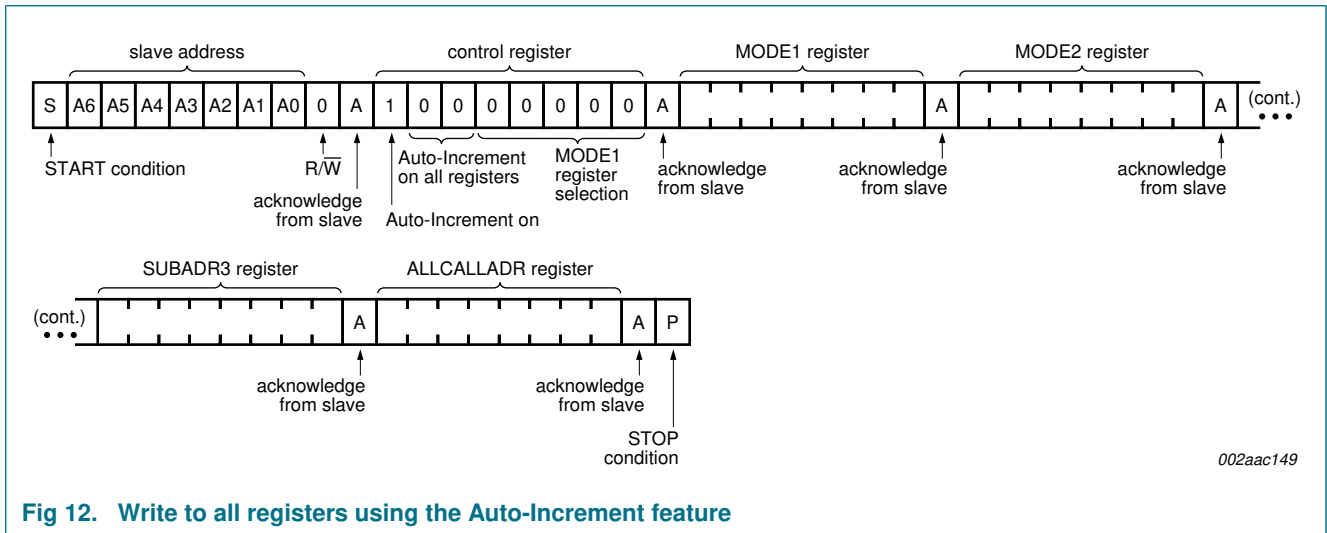 slave address control register MODE1 register MODE2 register
S A6 A5 A4 A3 A2 A1 A0 0 A 1 0 0 0 0 0 0 0 A A A (cont.)
START condition R/W̅ Auto-Increment MODE1 acknowledge acknowledge acknowledge
on all registers register from slave from slave from slave
selection
acknowledge
from slave Auto-Increment on
SUBADR3 register ALLCALLADR register
(cont.) A A P
acknowledge acknowledge
from slave from slave
STOP
condition
002aac149
Fig 12. Write to all registers using the Auto-Increment feature